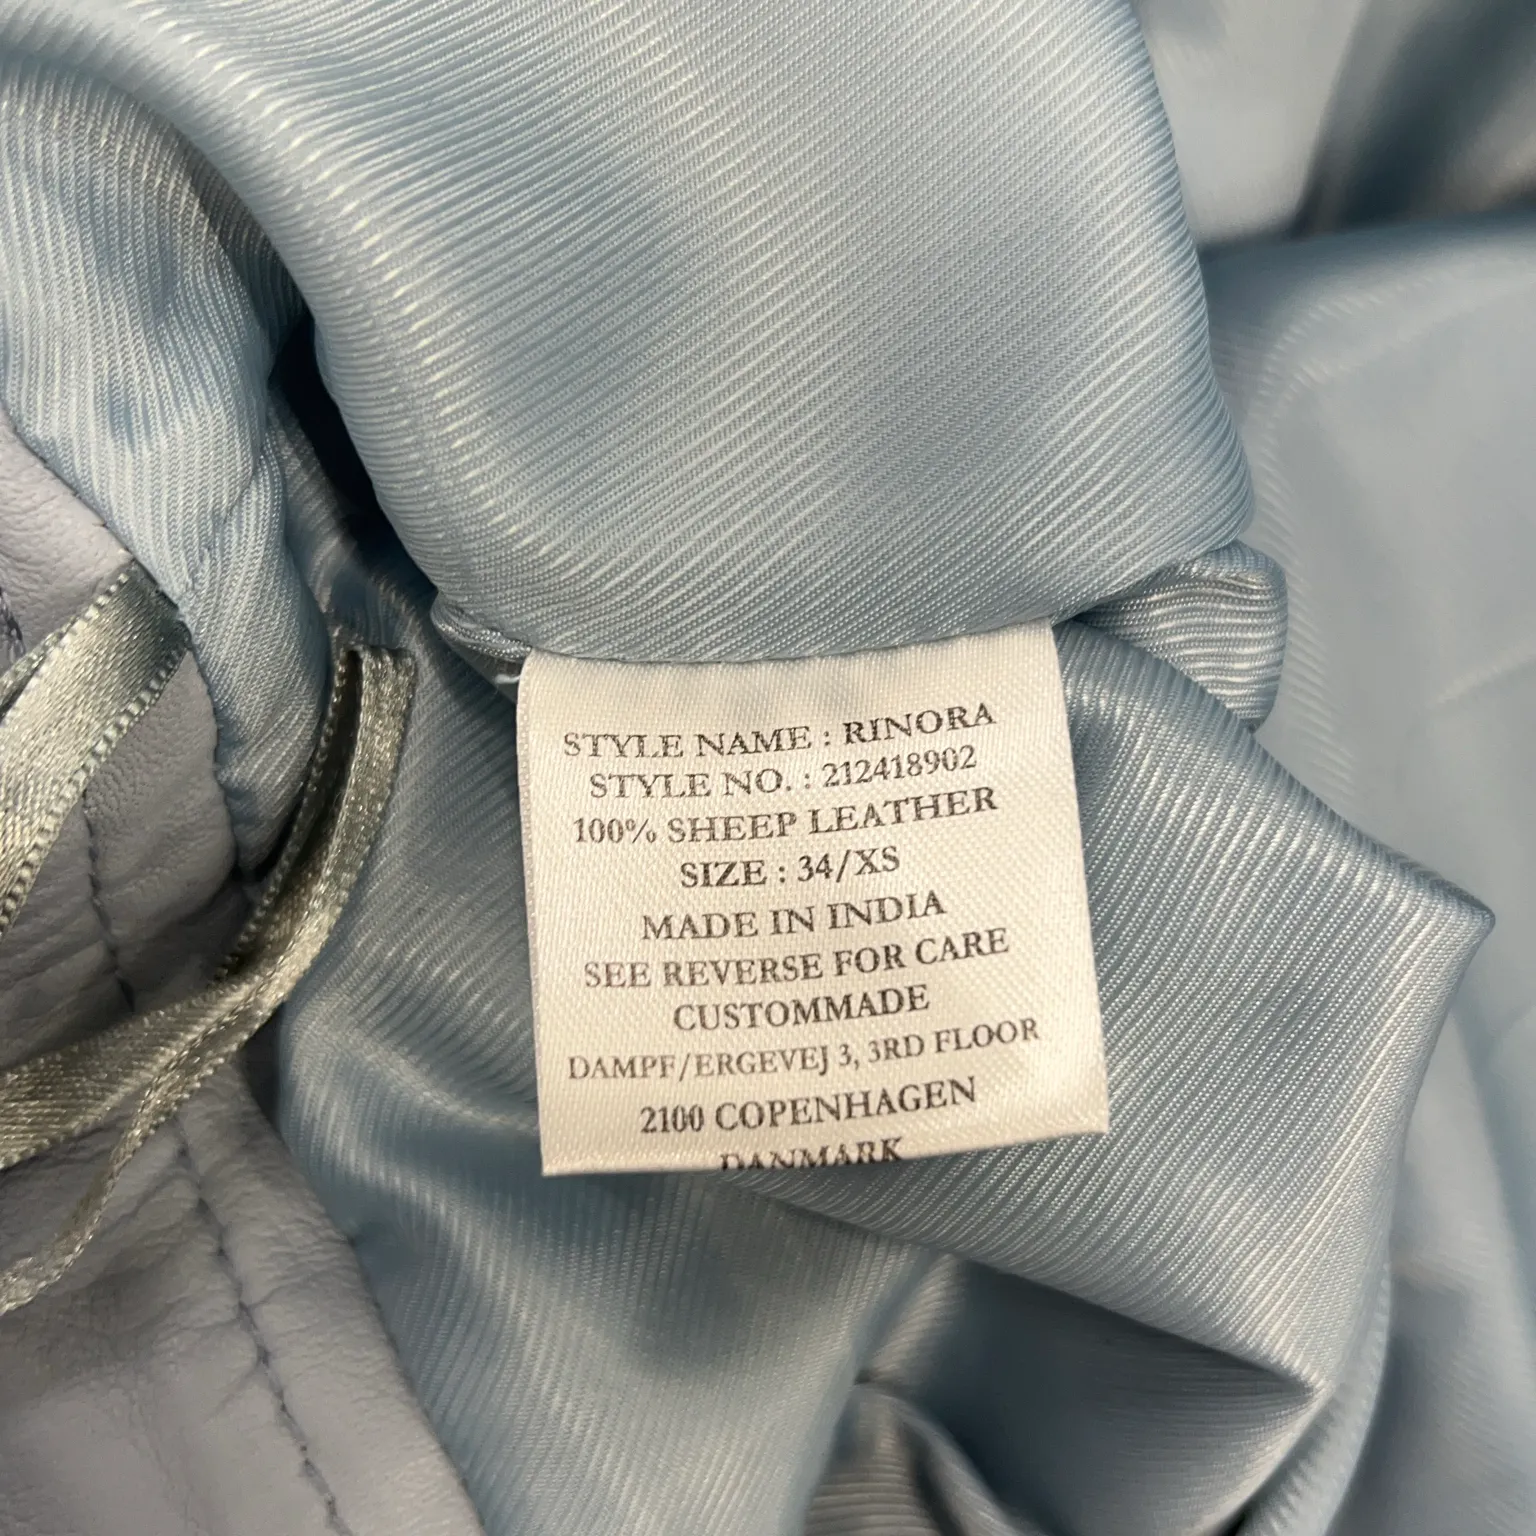 STYLE NAME : RINORA
STYLE NO. : 212418902
100% SHEEP LEATHER
SIZE : 34/XS
MADE IN INDIA
SEE REVERSE FOR CARE
CUSTOMMADE
DAMPF/ERGEVEJ 3, 3RD FLOOR
2100 COPENHAGEN
DANMARK